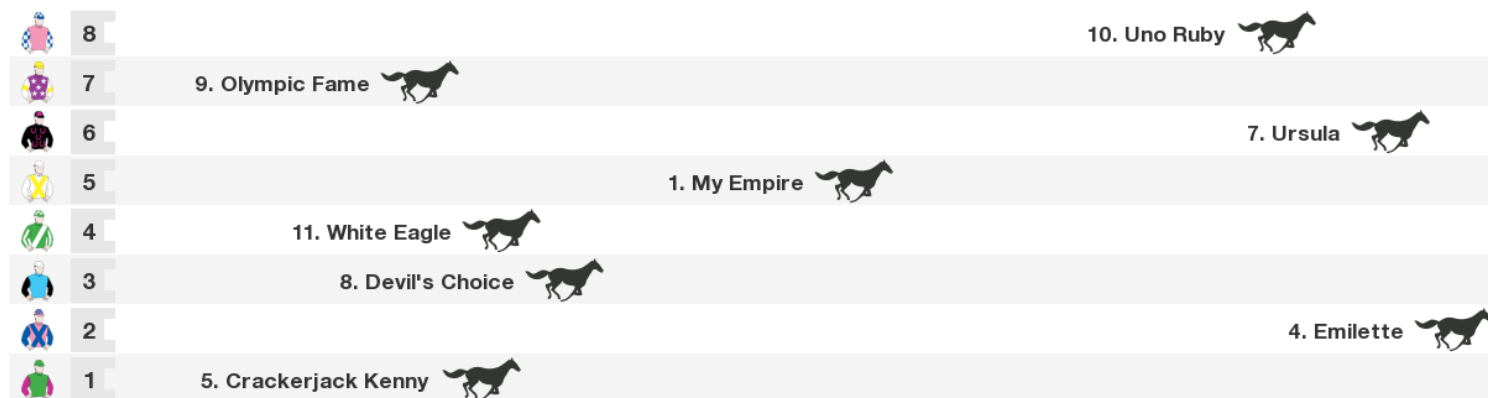 8 10. Uno Ruby
7 9. Olympic Fame
6 7. Ursula
5 1. My Empire
4 11. White Eagle
3 8. Devil's Choice
2 4. Emilette
1 5. Crackerjack Kenny